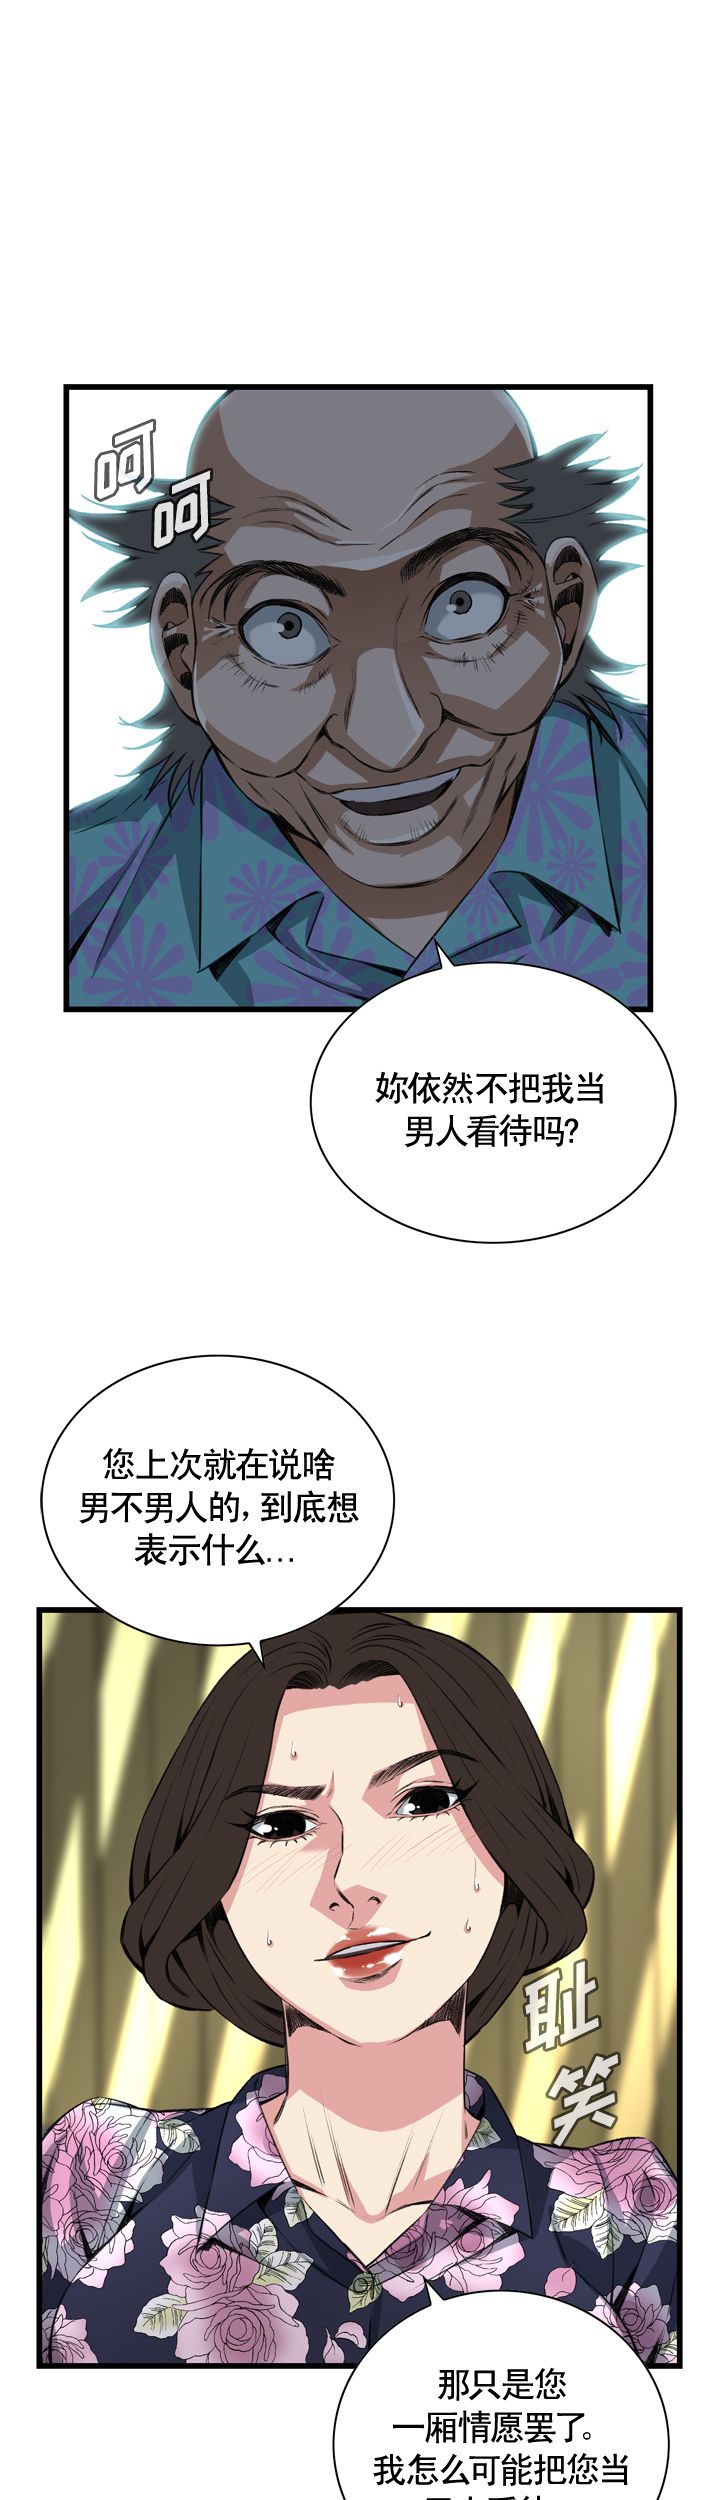 呵
呵
妳依然不把我当
男人看待吗?
您上次就在说啥
男不男人的，到底想
表示什么...
耻
笑
那只是您
一厢情愿罢了。
我怎么可能把您当